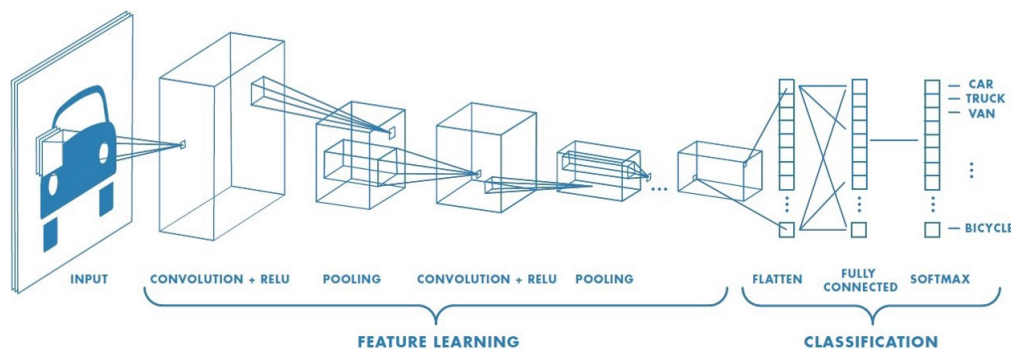 CAR
TRUCK
VAN
BICYCLE
INPUT
CONVOLUTION + RELU
POOLING
CONVOLUTION + RELU
POOLING
FLATTEN
FULLY
CONNECTED
SOFTMAX
FEATURE LEARNING
CLASSIFICATION